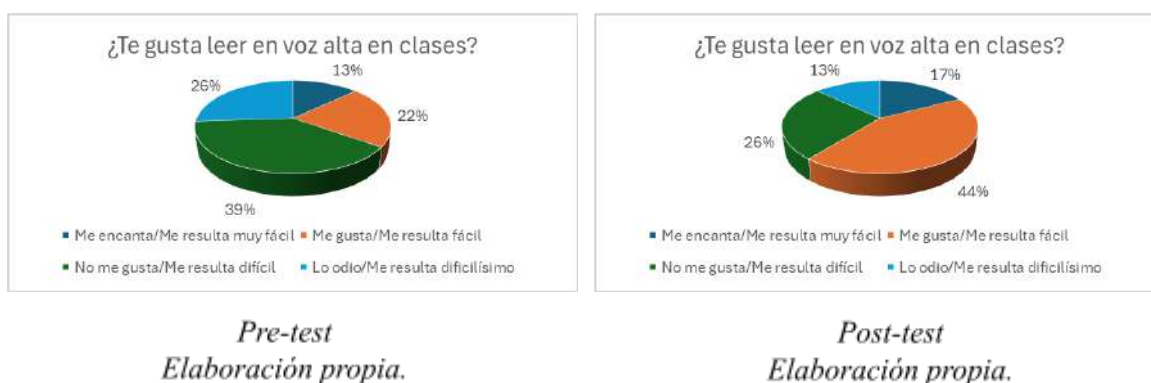 ¿Te gusta leer en voz alta en clases?
26%
13%
22%
39%
■ Me encanta/Me resulta muy fácil ■ Me gusta/Me resulta fácil
■ No me gusta/Me resulta difícil ■ Lo odio/Me resulta dificilísimo
Pre-test
Elaboración propia.
¿Te gusta leer en voz alta en clases?
13%
17%
26%
44%
■ Me encanta/Me resulta muy fácil ■ Me gusta/Me resulta fácil
■ No me gusta/Me resulta difícil ■ Lo odio/Me resulta dificilísimo
Post-test
Elaboración propia.